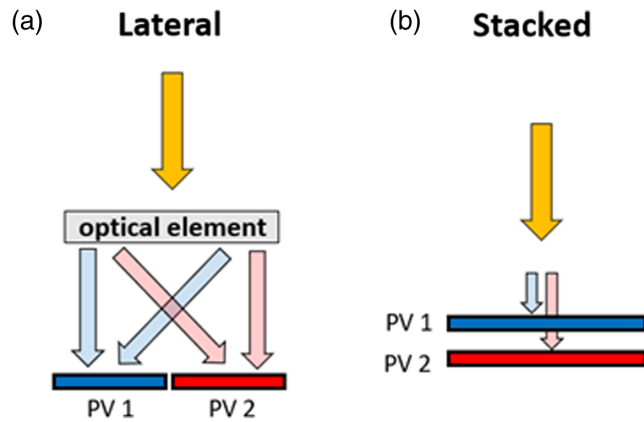 (a) Lateral
optical element
PV 1 PV 2
(b) Stacked
PV 1
PV 2